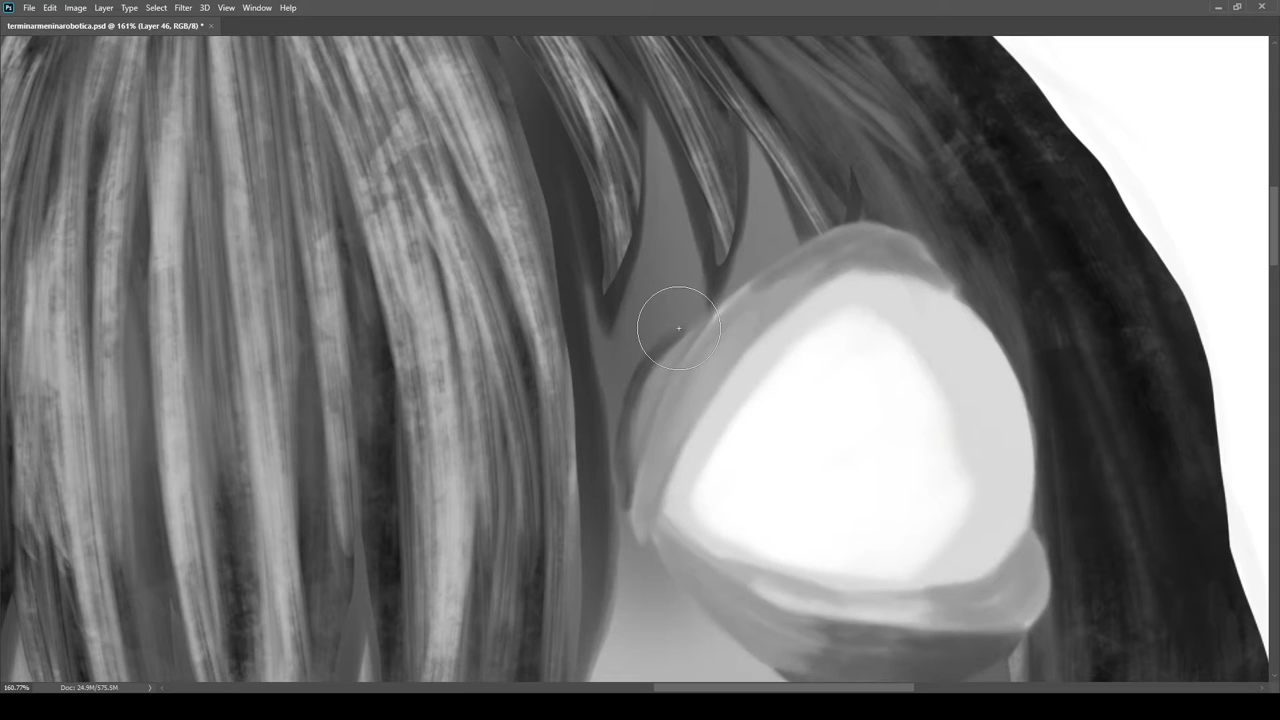 Ps File Edit Image Layer Type Select Filter 3D View Window Help
terminarmeninarobotica.psd @ 161% (Layer 46, RGB/8) *
160.77% Doc: 24.9M/575.5M